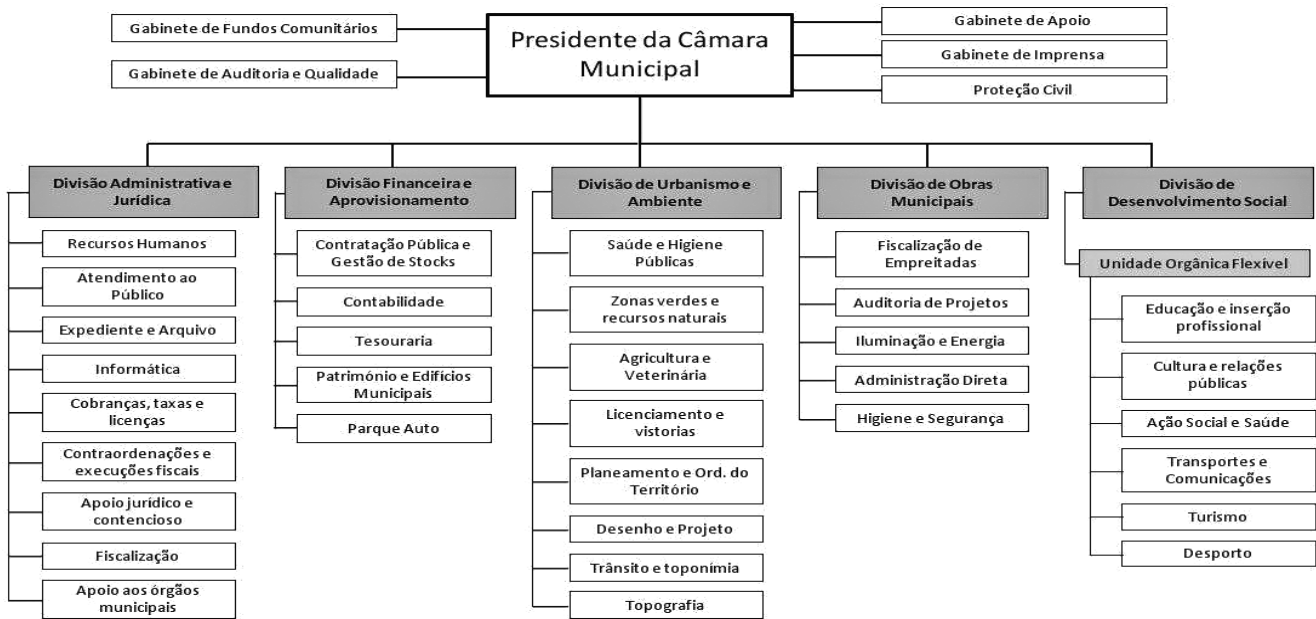 Gabinete de Fundos Comunitários
Gabinete de Auditoria e Qualidade
Presidente da Câmara
Municipal
Gabinete de Apoio
Gabinete de Imprensa
Proteção Civil
Divisão Administrativa e
Jurídica
Recursos Humanos
Atendimento ao
Público
Expediente e Arquivo
Informática
Cobranças, taxas e
licenças
Contraordenações e
execuções fiscais
Apoio jurídico e
contencioso
Fiscalização
Apoio aos órgãos
municipais
Divisão Financeira e
Aprovisionamento
Contratação Pública e
Gestão de Stocks
Contabilidade
Tesouraria
Património e Edifícios
Municipais
Parque Auto
Divisão de Urbanismo e
Ambiente
Saúde e Higiene
Públicas
Zonas verdes e
recursos naturais
Agricultura e
Veterinária
Licenciamento e
vistorias
Planeamento e Ord. do
Território
Desenho e Projeto
Trânsito e toponímia
Topografia
Divisão de Obras
Municipais
Fiscalização de
Empreitadas
Auditoria de Projetos
Iluminação e Energia
Administração Direta
Higiene e Segurança
Divisão de
Desenvolvimento Social
Unidade Orgânica Flexível
Educação e inserção
profissional
Cultura e relações
públicas
Ação Social e Saúde
Transportes e
Comunicações
Turismo
Desporto